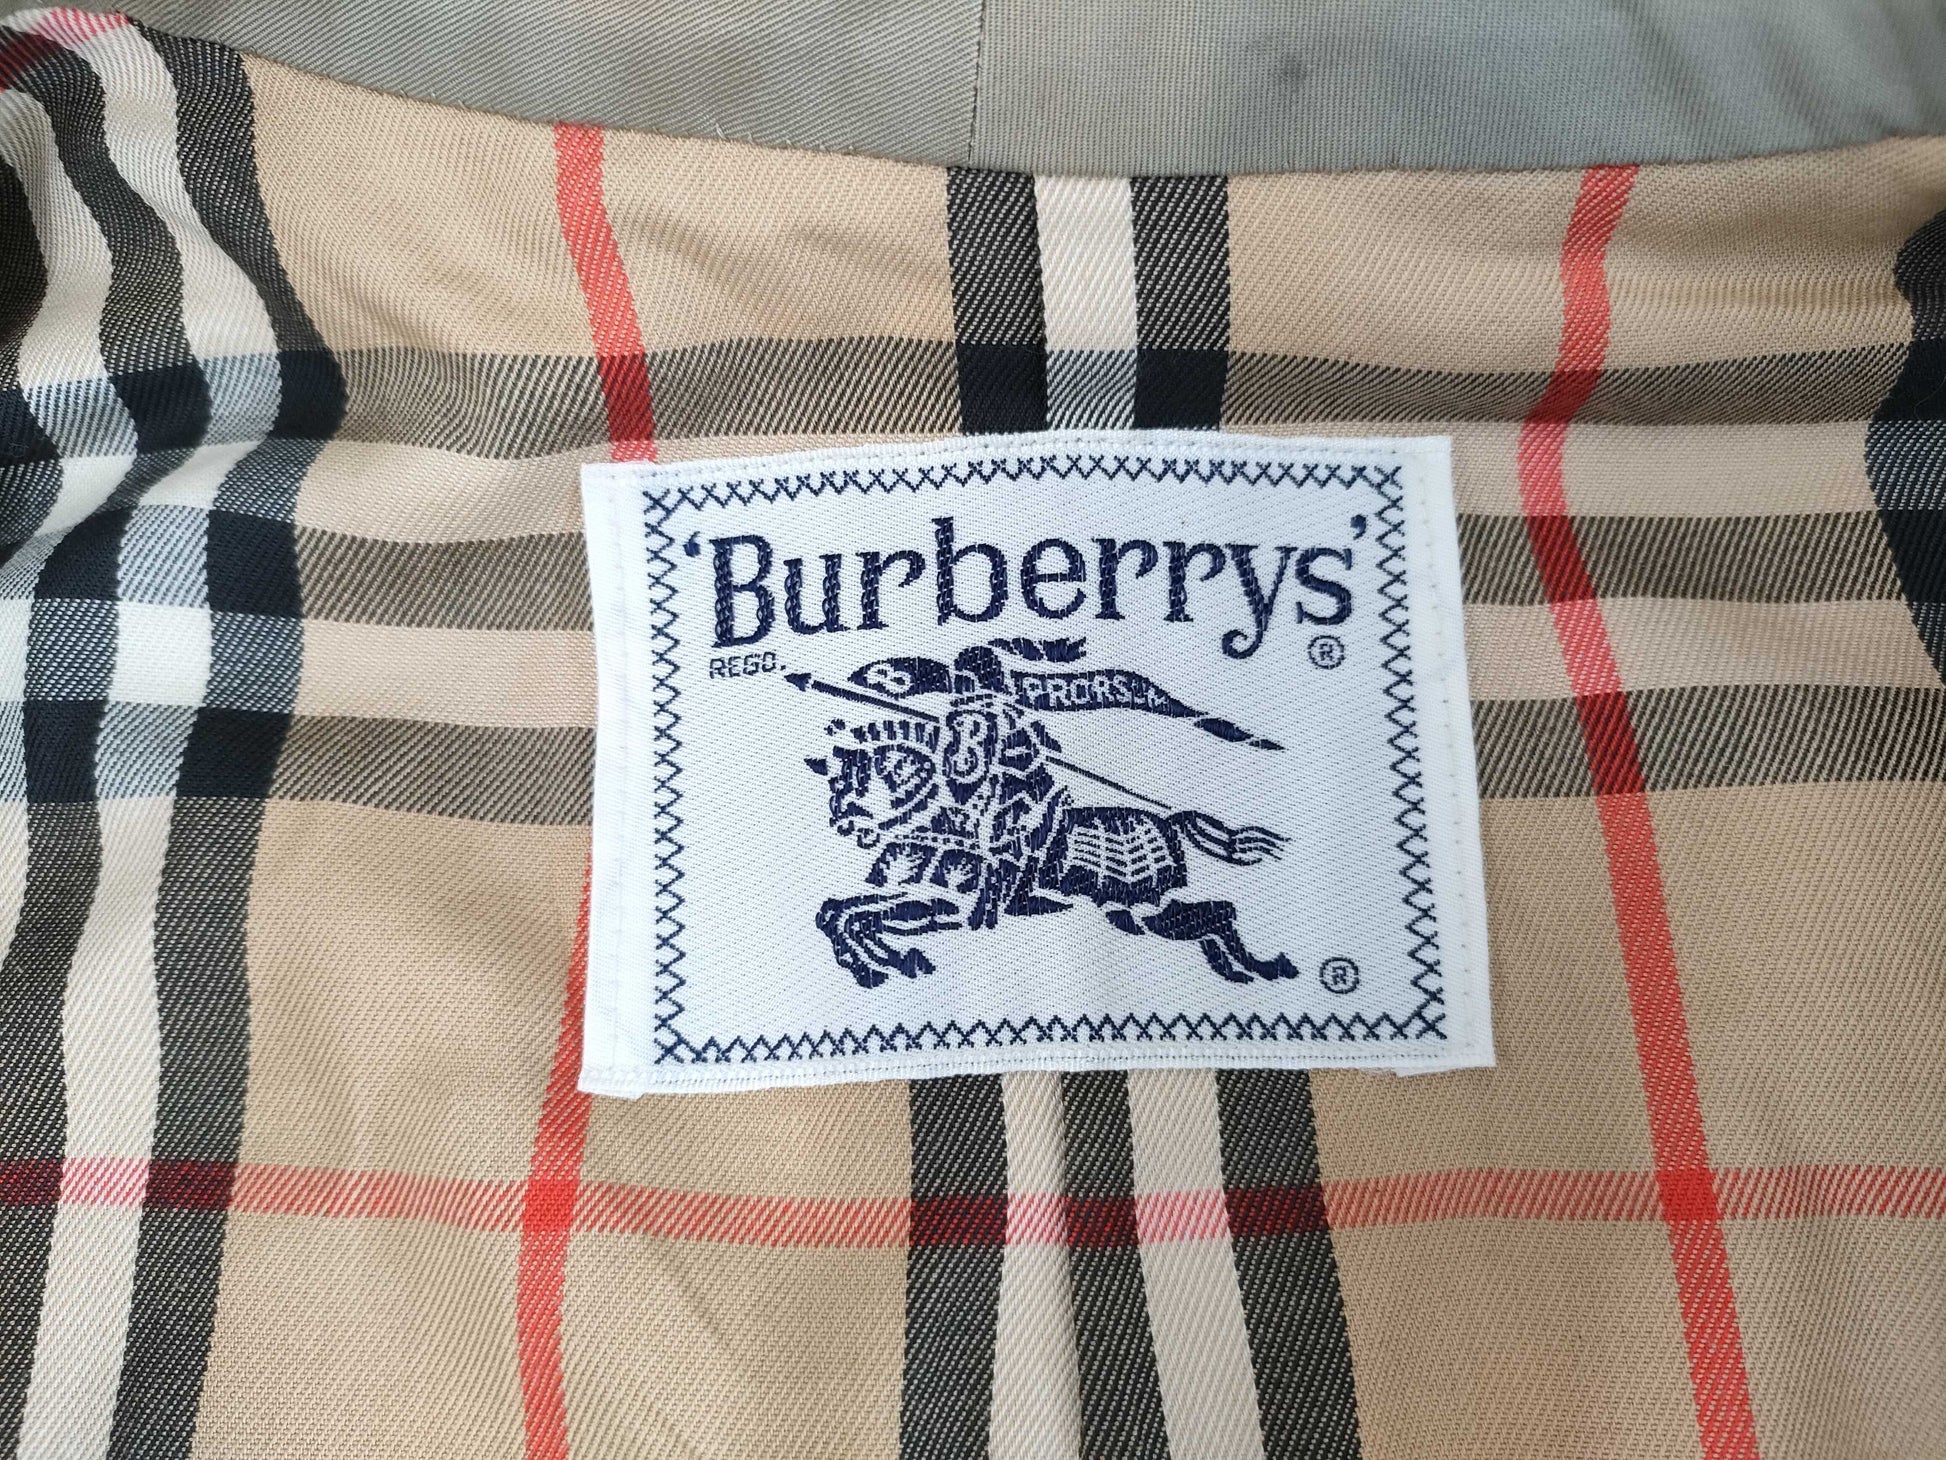 ‘Burberrys’
REGD. ®
B PRORSUM
B
®